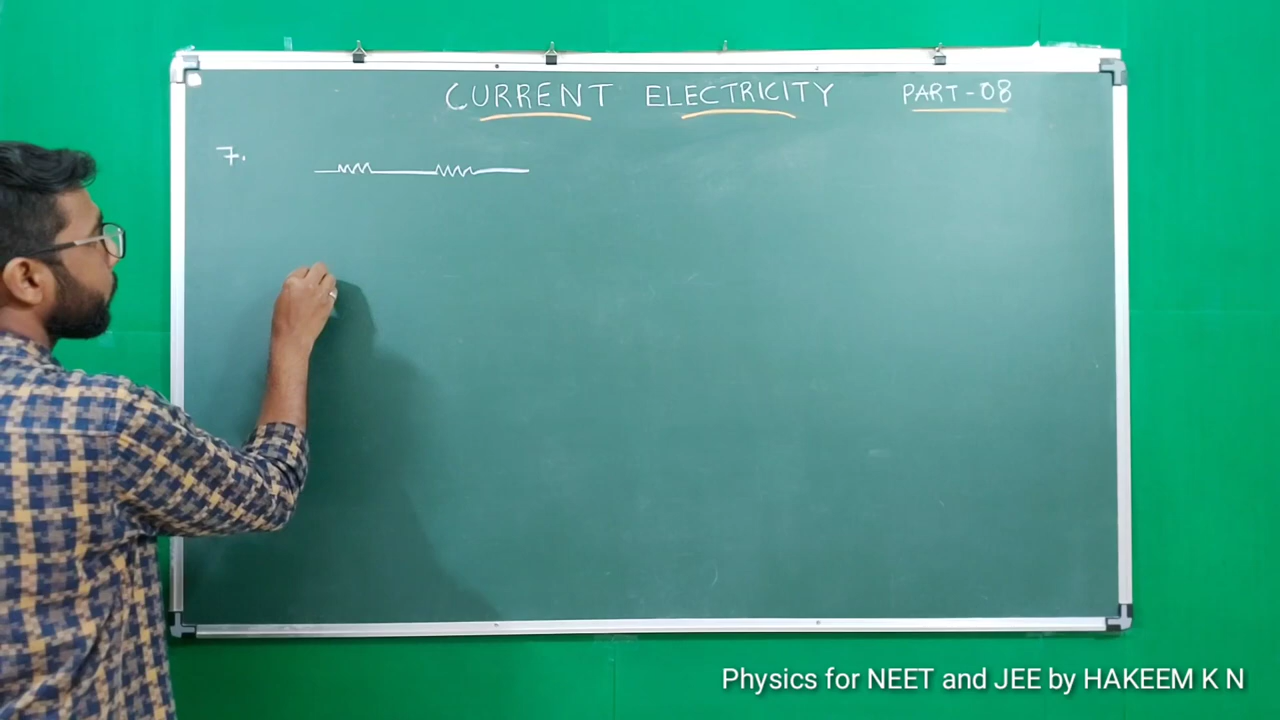 CURRENT ELECTRICITY PART-08
7.
Physics for NEET and JEE by HAKEEM K N